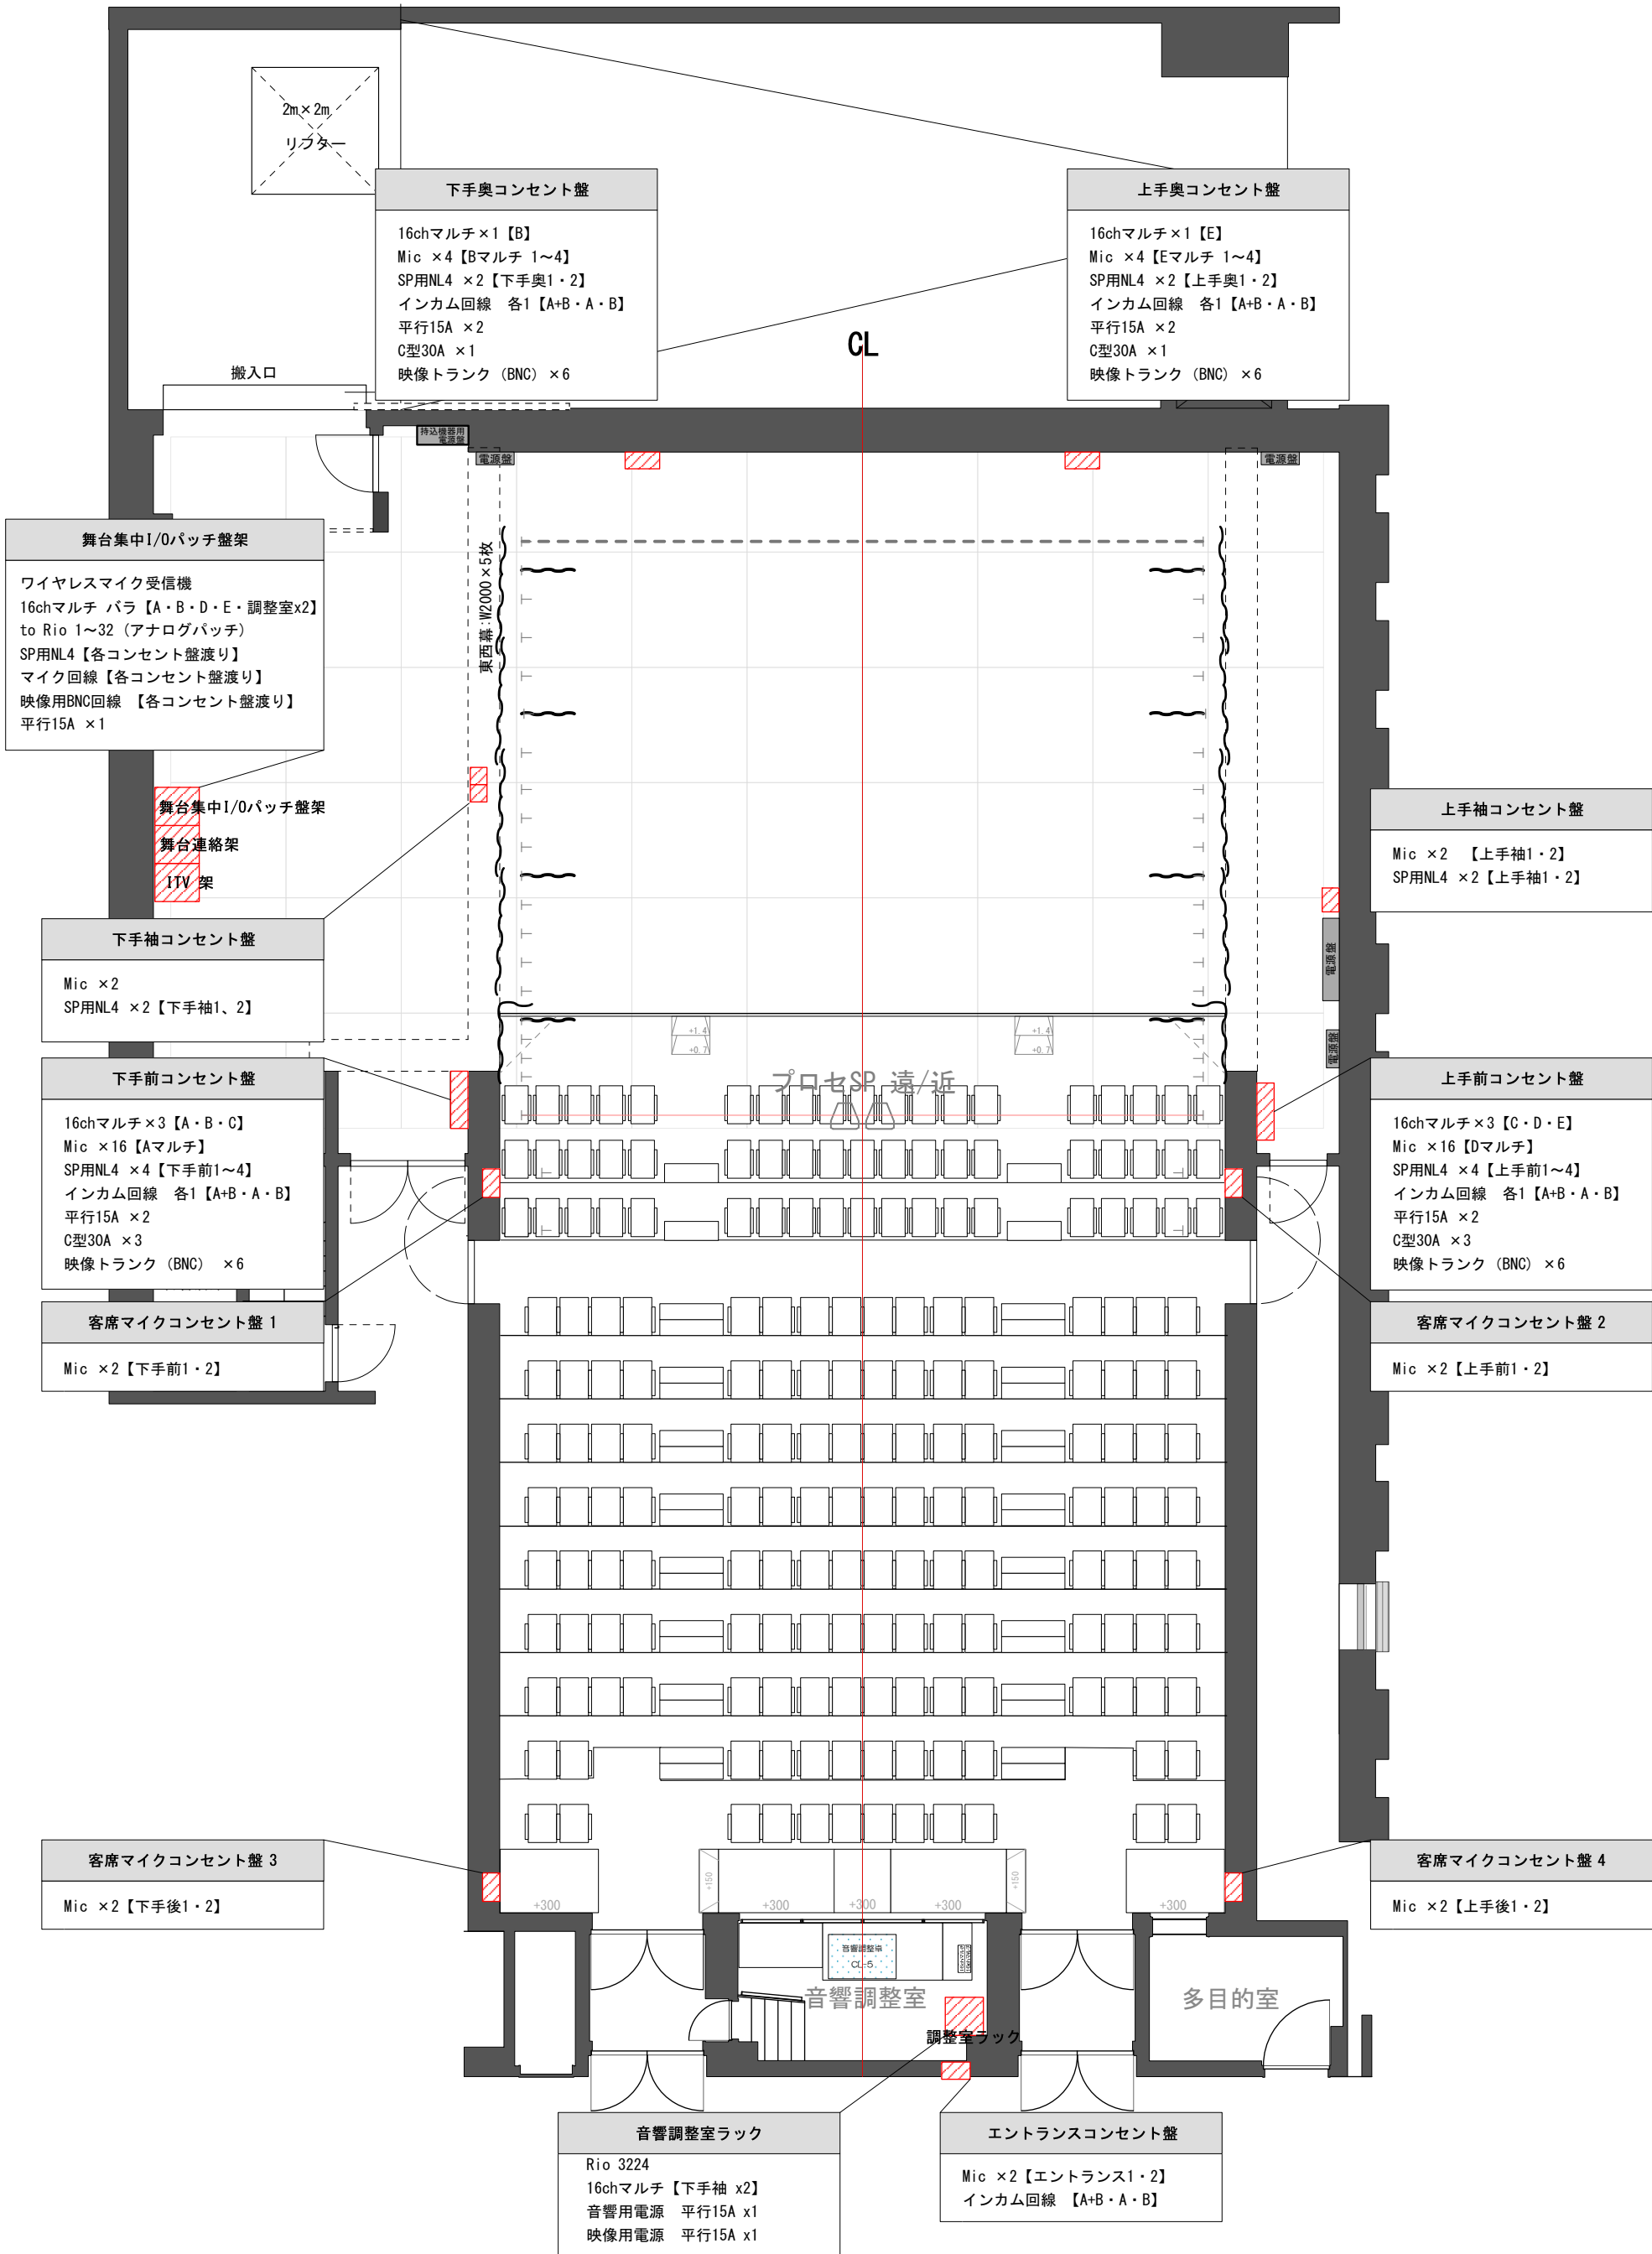 2m×2m
リフター
下手奥コンセント盤
16chマルチ×1【B】
Mic ×4【Bマルチ 1〜4】
SP用NL4 ×2【下手奥1・2】
インカム回線　各1【A+B・A・B】
平行15A ×2
C型30A ×1
映像トランク（BNC）×6
上手奥コンセント盤
16chマルチ×1【E】
Mic ×4【Eマルチ 1〜4】
SP用NL4 ×2【上手奥1・2】
インカム回線　各1【A+B・A・B】
平行15A ×2
C型30A ×1
映像トランク（BNC）×6
CL
搬入口
持込機器用
電源盤
電源盤
電源盤
舞台集中I/Oパッチ盤架
ワイヤレスマイク受信機
16chマルチ バラ【A・B・D・E・調整室x2】
to Rio 1〜32（アナログパッチ）
SP用NL4【各コンセント盤渡り】
マイク回線【各コンセント盤渡り】
映像用BNC回線 【各コンセント盤渡り】
平行15A ×1
東西幕:W2000×5枚
舞台集中I/Oパッチ盤架
舞台連絡架
ITV 架
上手袖コンセント盤
Mic ×2　【上手袖1・2】
SP用NL4 ×2【上手袖1・2】
電源盤
電源盤
下手袖コンセント盤
Mic ×2
SP用NL4 ×2【下手袖1、2】
+1.4
+0.7
+1.4
+0.7
プロセSP 遠/近
下手前コンセント盤
16chマルチ×3【A・B・C】
Mic ×16【Aマルチ】
SP用NL4 ×4【下手前1〜4】
インカム回線　各1【A+B・A・B】
平行15A ×2
C型30A ×3
映像トランク（BNC） ×6
上手前コンセント盤
16chマルチ×3【C・D・E】
Mic ×16【Dマルチ】
SP用NL4 ×4【上手前1〜4】
インカム回線　各1【A+B・A・B】
平行15A ×2
C型30A ×3
映像トランク（BNC）×6
客席マイクコンセント盤 1
Mic ×2【下手前1・2】
客席マイクコンセント盤 2
Mic ×2【上手前1・2】
客席マイクコンセント盤 3
Mic ×2【下手後1・2】
客席マイクコンセント盤 4
Mic ×2【上手後1・2】
+300
+150
+300
+300
+300
+150
+300
音響調整卓
CL-5
音響調整室
多目的室
調整室ラック
音響調整室ラック
Rio 3224
16chマルチ【下手袖 x2】
音響用電源　平行15A x1
映像用電源　平行15A x1
エントランスコンセント盤
Mic ×2【エントランス1・2】
インカム回線 【A+B・A・B】